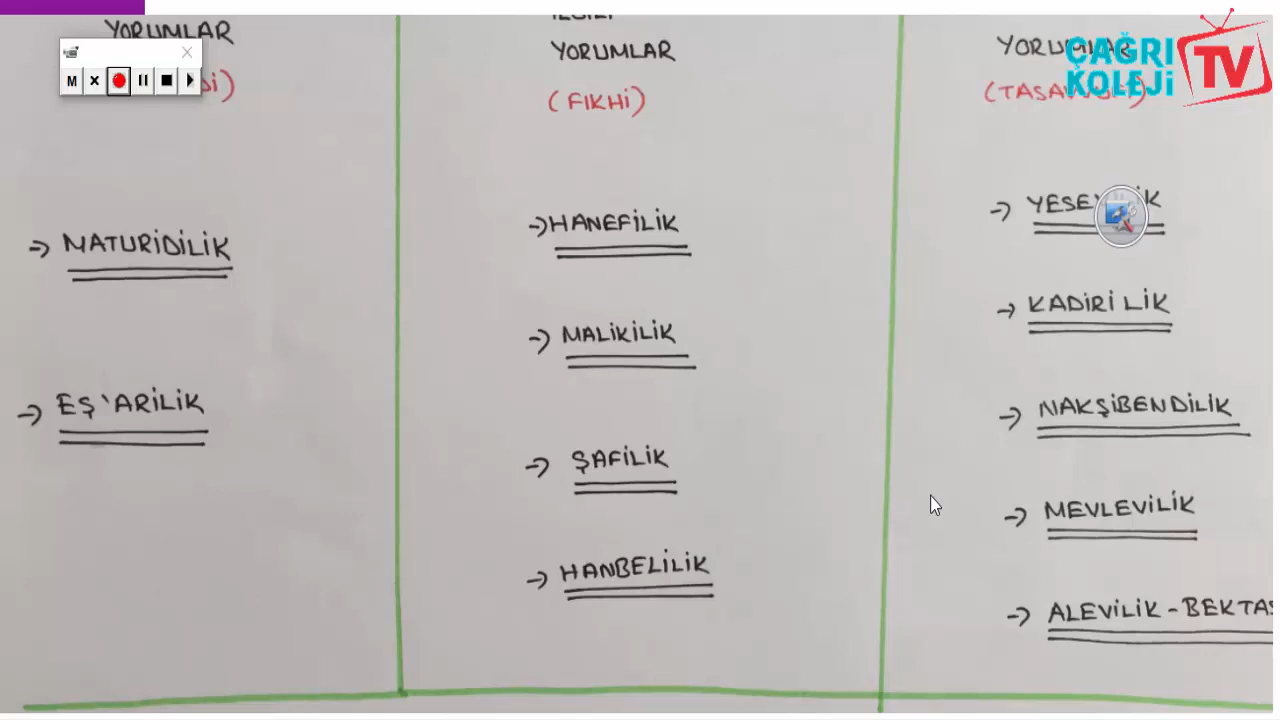 YORUMLAR
M
YORUMLAR
(FIKHİ)
YORUMLAR
ÇAĞRI
KOLEJİ
TV
→ MATURİDİLİK
→ EŞ'ARİLİK
→ HANEFİLİK
→ MALİKİLİK
→ ŞAFİLİK
→ HANBELİLİK
→ KADİRİLİK
→ NAKŞİBENDİLİK
→ MEVLEVİLİK
→ ALEVİLİK-BEKTAŞ